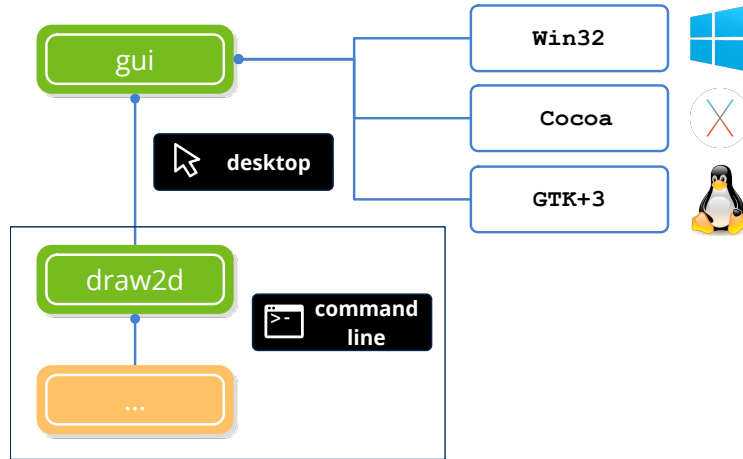 gui
Win32
Cocoa
desktop
GTK+3
draw2d
>-
command
line
...